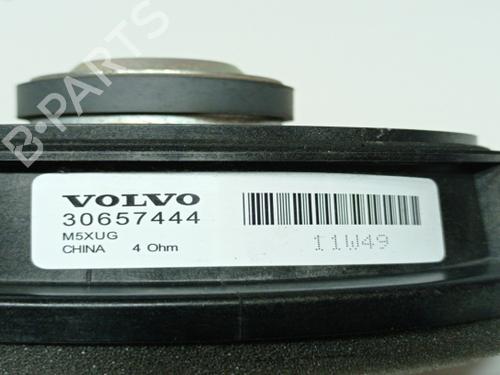 B-PARTS
VOLVO
30657444
M5XUG
CHINA 4 Ohm
11W49